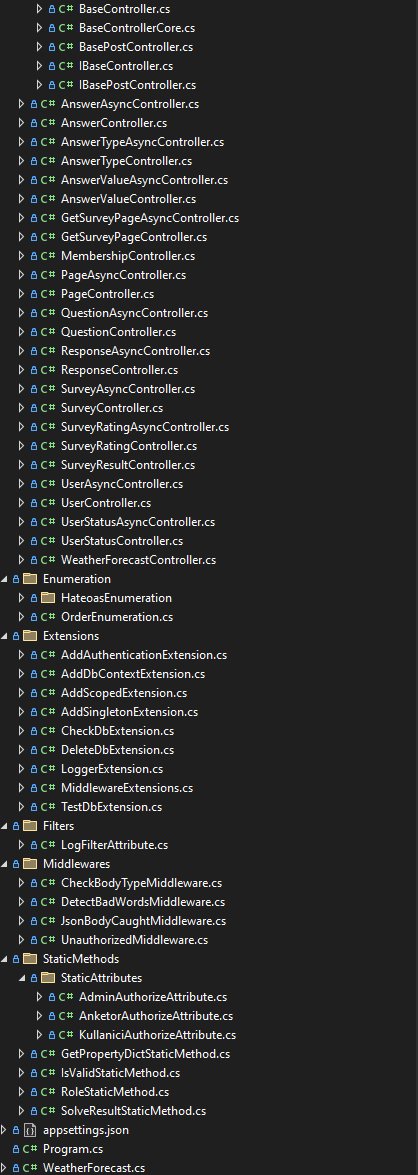 C# BaseController.cs
C# BaseControllerCore.cs
C# BasePostController.cs
C# IBaseController.cs
C# IBasePostController.cs
C# AnswerAsyncController.cs
C# AnswerController.cs
C# AnswerTypeAsyncController.cs
C# AnswerTypeController.cs
C# AnswerValueAsyncController.cs
C# AnswerValueController.cs
C# GetSurveyPageAsyncController.cs
C# GetSurveyPageController.cs
C# MembershipController.cs
C# PageAsyncController.cs
C# PageController.cs
C# QuestionAsyncController.cs
C# QuestionController.cs
C# ResponseAsyncController.cs
C# ResponseController.cs
C# SurveyAsyncController.cs
C# SurveyController.cs
C# SurveyRatingAsyncController.cs
C# SurveyRatingController.cs
C# SurveyResultController.cs
C# UserAsyncController.cs
C# UserController.cs
C# UserStatusAsyncController.cs
C# UserStatusController.cs
C# WeatherForecastController.cs
Enumeration
HateoasEnumeration
C# OrderEnumeration.cs
Extensions
C# AddAuthenticationExtension.cs
C# AddDbContextExtension.cs
C# AddScopedExtension.cs
C# AddSingletonExtension.cs
C# CheckDbExtension.cs
C# DeleteDbExtension.cs
C# LoggerExtension.cs
C# MiddlewareExtensions.cs
C# TestDbExtension.cs
Filters
C# LogFilterAttribute.cs
Middlewares
C# CheckBodyTypeMiddleware.cs
C# DetectBadWordsMiddleware.cs
C# JsonBodyCaughtMiddleware.cs
C# UnauthorizedMiddleware.cs
StaticMethods
StaticAttributes
C# AdminAuthorizeAttribute.cs
C# AnketorAuthorizeAttribute.cs
C# KullaniciAuthorizeAttribute.cs
C# GetPropertyDictStaticMethod.cs
C# IsValidStaticMethod.cs
C# RoleStaticMethod.cs
C# SolveResultStaticMethod.cs
appsettings.json
C# Program.cs
C# WeatherForecast.cs